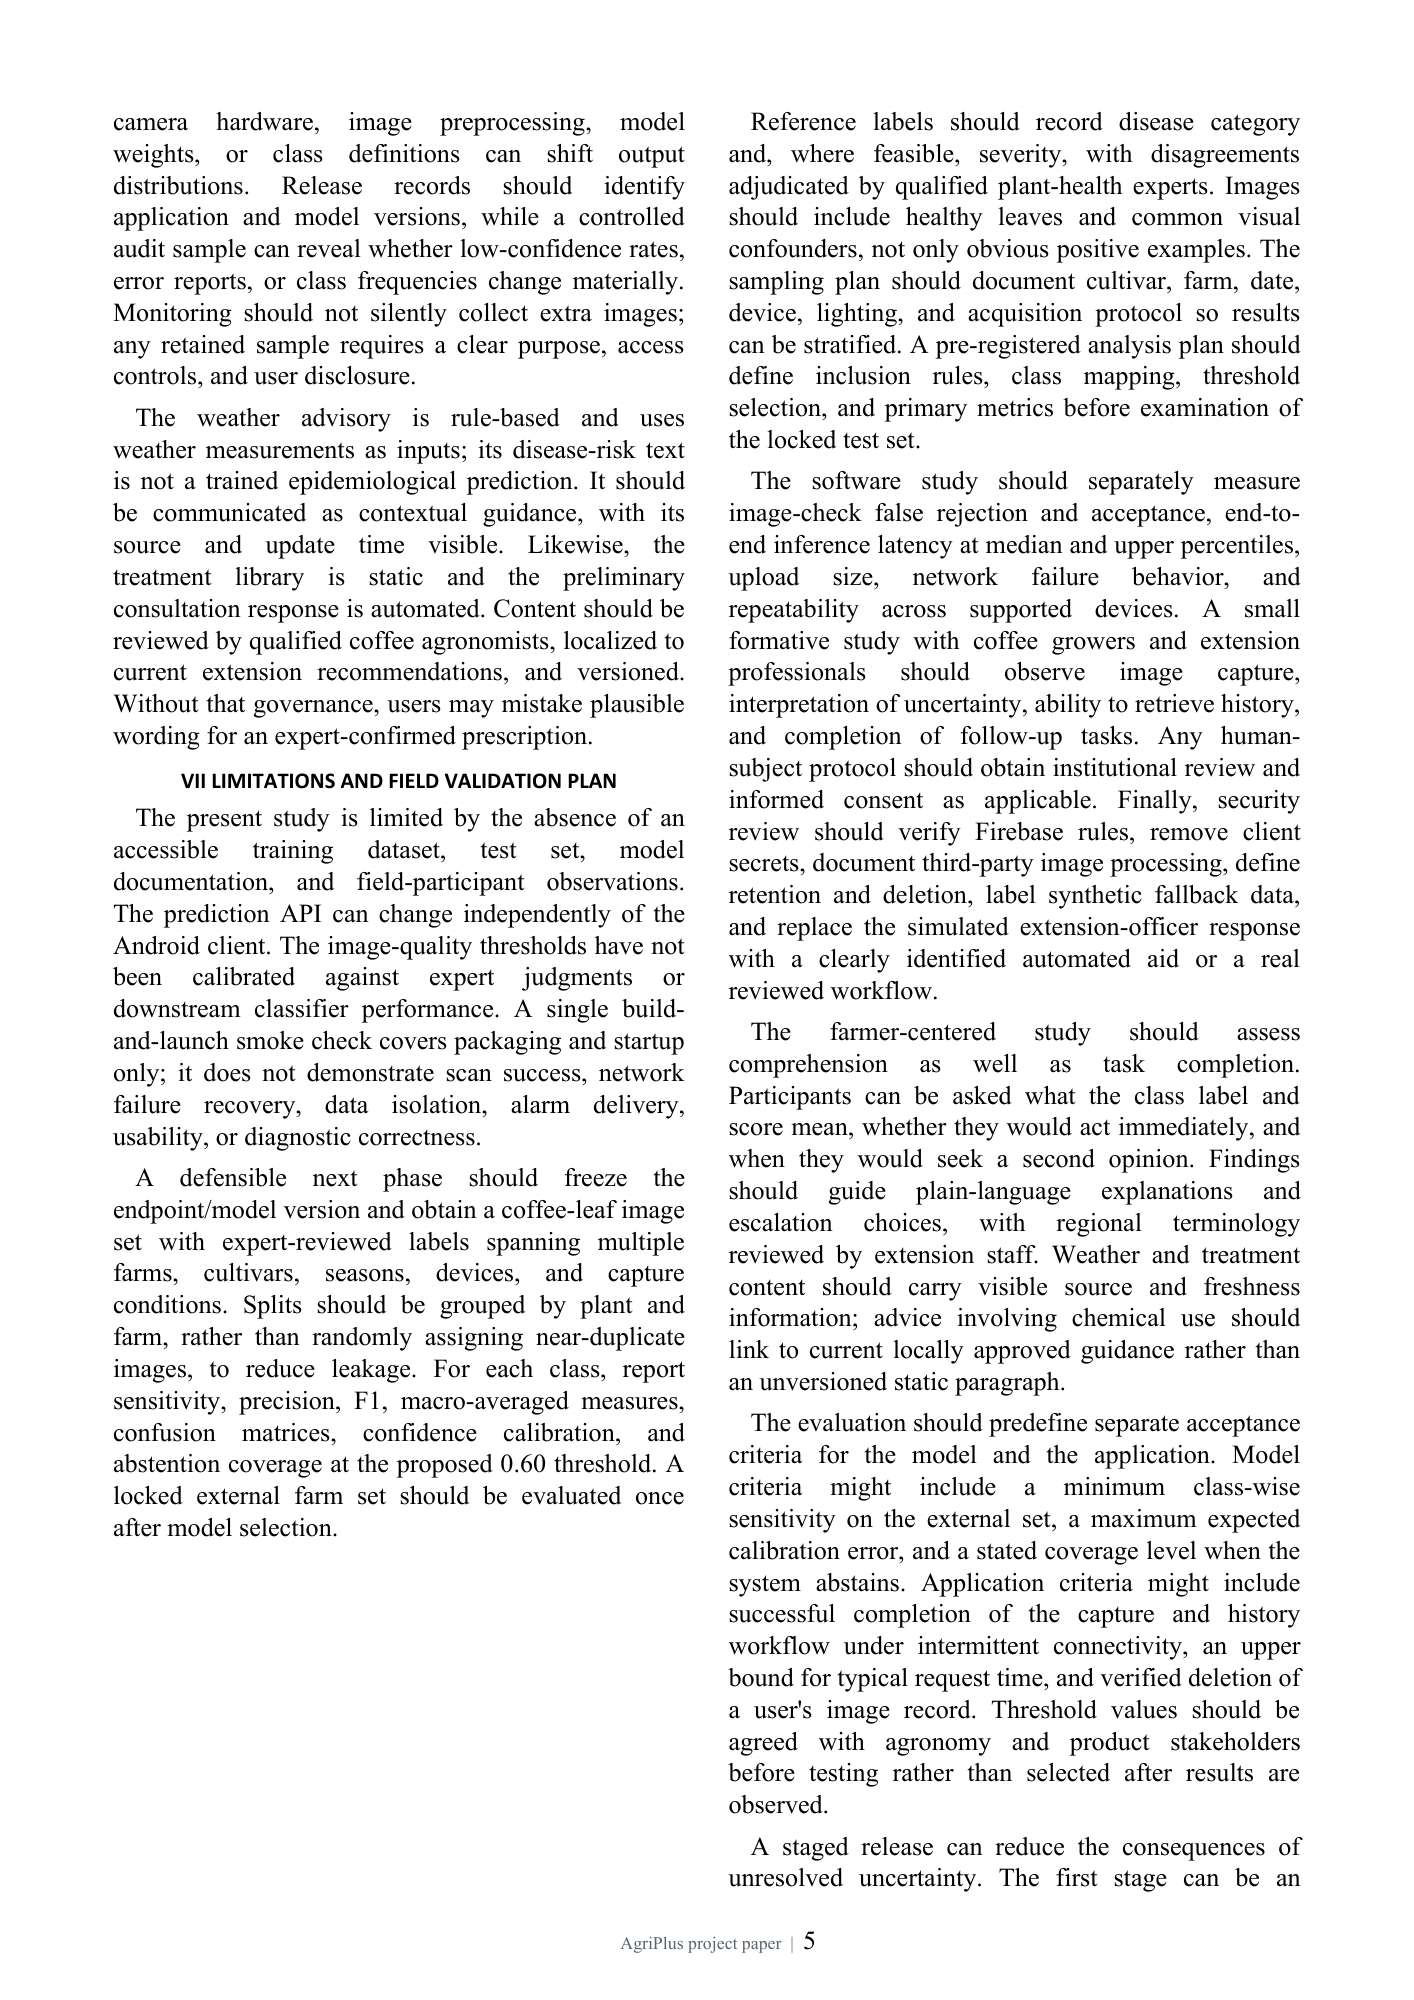 camera hardware, image preprocessing, model
weights, or class definitions can shift output
distributions. Release records should identify
application and model versions, while a controlled
audit sample can reveal whether low-confidence rates,
error reports, or class frequencies change materially.
Monitoring should not silently collect extra images;
any retained sample requires a clear purpose, access
controls, and user disclosure.
The weather advisory is rule-based and uses
weather measurements as inputs; its disease-risk text
is not a trained epidemiological prediction. It should
be communicated as contextual guidance, with its
source and update time visible. Likewise, the
treatment library is static and the preliminary
consultation response is automated. Content should be
reviewed by qualified coffee agronomists, localized to
current extension recommendations, and versioned.
Without that governance, users may mistake plausible
wording for an expert-confirmed prescription.
VII LIMITATIONS AND FIELD VALIDATION PLAN
The present study is limited by the absence of an
accessible training dataset, test set, model
documentation, and field-participant observations.
The prediction API can change independently of the
Android client. The image-quality thresholds have not
been calibrated against expert judgments or
downstream classifier performance. A single build-
and-launch smoke check covers packaging and startup
only; it does not demonstrate scan success, network
failure recovery, data isolation, alarm delivery,
usability, or diagnostic correctness.
A defensible next phase should freeze the
endpoint/model version and obtain a coffee-leaf image
set with expert-reviewed labels spanning multiple
farms, cultivars, seasons, devices, and capture
conditions. Splits should be grouped by plant and
farm, rather than randomly assigning near-duplicate
images, to reduce leakage. For each class, report
sensitivity, precision, F1, macro-averaged measures,
confusion matrices, confidence calibration, and
abstention coverage at the proposed 0.60 threshold. A
locked external farm set should be evaluated once
after model selection.
Reference labels should record disease category
and, where feasible, severity, with disagreements
adjudicated by qualified plant-health experts. Images
should include healthy leaves and common visual
confounders, not only obvious positive examples. The
sampling plan should document cultivar, farm, date,
device, lighting, and acquisition protocol so results
can be stratified. A pre-registered analysis plan should
define inclusion rules, class mapping, threshold
selection, and primary metrics before examination of
the locked test set.
The software study should separately measure
image-check false rejection and acceptance, end-to-
end inference latency at median and upper percentiles,
upload size, network failure behavior, and
repeatability across supported devices. A small
formative study with coffee growers and extension
professionals should observe image capture,
interpretation of uncertainty, ability to retrieve history,
and completion of follow-up tasks. Any human-
subject protocol should obtain institutional review and
informed consent as applicable. Finally, security
review should verify Firebase rules, remove client
secrets, document third-party image processing, define
retention and deletion, label synthetic fallback data,
and replace the simulated extension-officer response
with a clearly identified automated aid or a real
reviewed workflow.
The farmer-centered study should assess
comprehension as well as task completion.
Participants can be asked what the class label and
score mean, whether they would act immediately, and
when they would seek a second opinion. Findings
should guide plain-language explanations and
escalation choices, with regional terminology
reviewed by extension staff. Weather and treatment
content should carry visible source and freshness
information; advice involving chemical use should
link to current locally approved guidance rather than
an unversioned static paragraph.
The evaluation should predefine separate acceptance
criteria for the model and the application. Model
criteria might include a minimum class-wise
sensitivity on the external set, a maximum expected
calibration error, and a stated coverage level when the
system abstains. Application criteria might include
successful completion of the capture and history
workflow under intermittent connectivity, an upper
bound for typical request time, and verified deletion of
a user's image record. Threshold values should be
agreed with agronomy and product stakeholders
before testing rather than selected after results are
observed.
A staged release can reduce the consequences of
unresolved uncertainty. The first stage can be an
AgriPlus project paper | 5